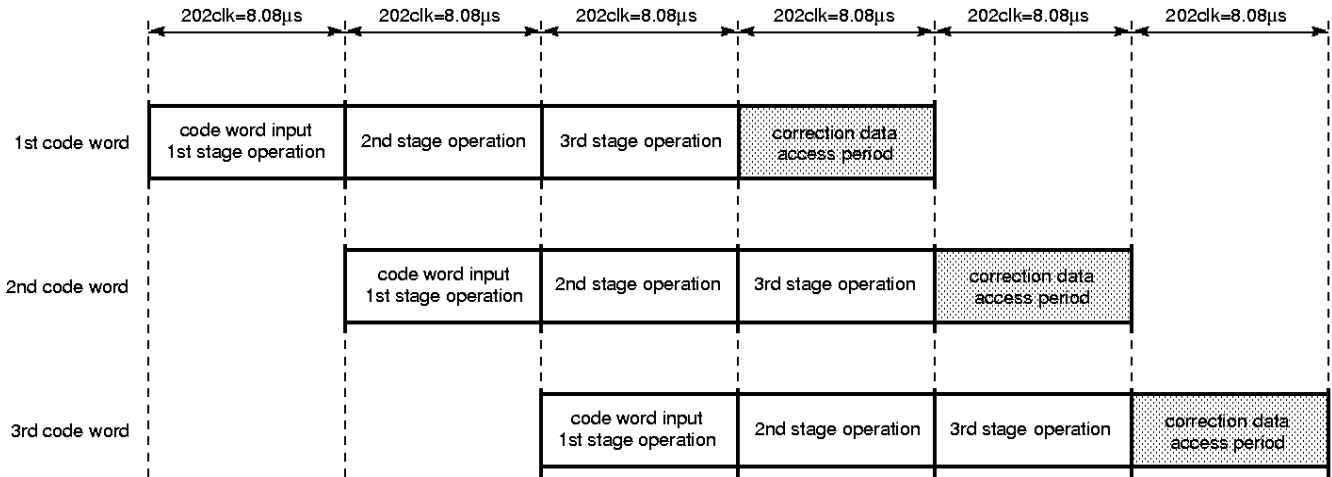 202clk=8.08μs 202clk=8.08μs 202clk=8.08μs 202clk=8.08μs 202clk=8.08μs 202clk=8.08μs
1st code word
code word input
1st stage operation
2nd stage operation
3rd stage operation
correction data
access period
2nd code word
code word input
1st stage operation
2nd stage operation
3rd stage operation
correction data
access period
3rd code word
code word input
1st stage operation
2nd stage operation
3rd stage operation
correction data
access period